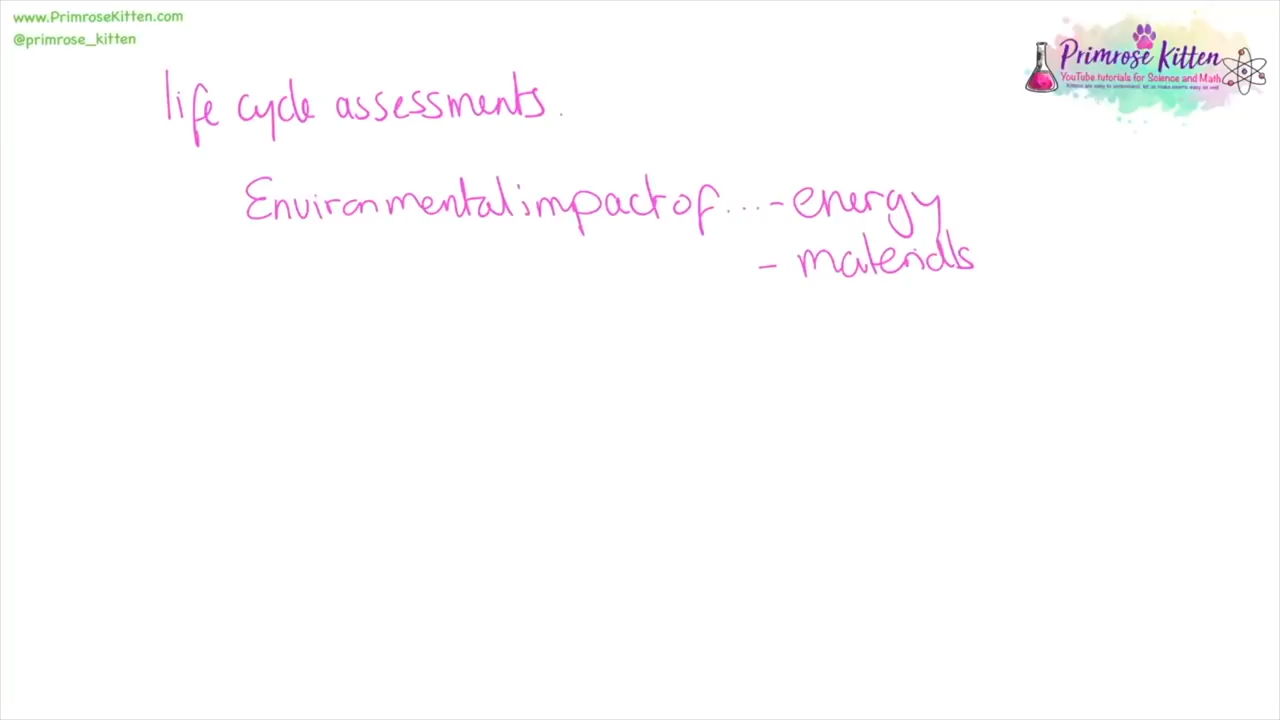 www.PrimroseKitten.com
@primrose_kitten
Primrose Kitten
YouTube tutorials for Science and Math
life cycle assessments.
Environmental impact of ... - energy
- materials